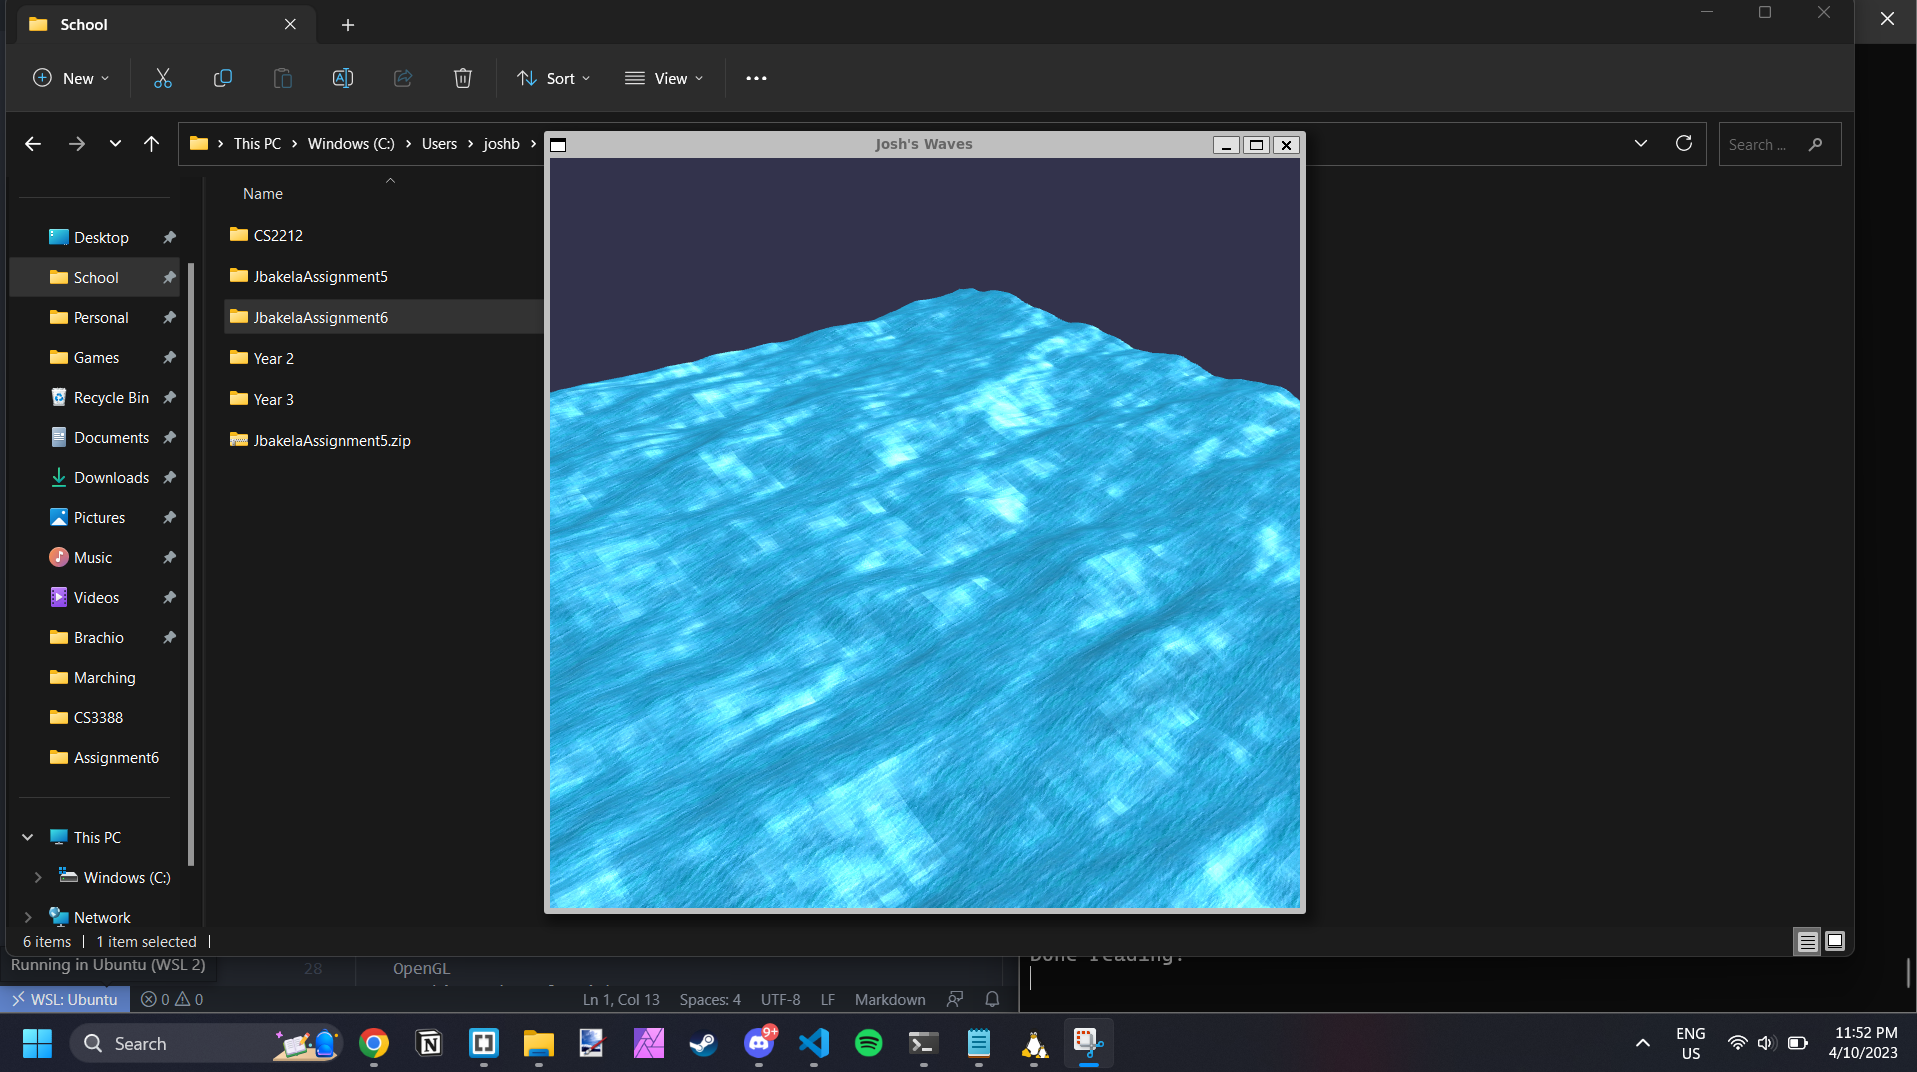 School
New
Sort
View
This PC
Windows (C:)
Users
joshb
Search ...
Josh's Waves
Name
Desktop
School
Personal
Games
Recycle Bin
Documents
Downloads
Pictures
Music
Videos
Brachio
Marching
CS3388
Assignment6
This PC
Windows (C:)
Network
CS2212
JbakelaAssignment5
JbakelaAssignment6
Year 2
Year 3
JbakelaAssignment5.zip
6 items
1 item selected
Running in Ubuntu (WSL 2)
28
OpenGL
Done reading.
WSL: Ubuntu
0
0
Ln 1, Col 13
Spaces: 4
UTF-8
LF
Markdown
Search
9+
ENG
US
11:52 PM
4/10/2023